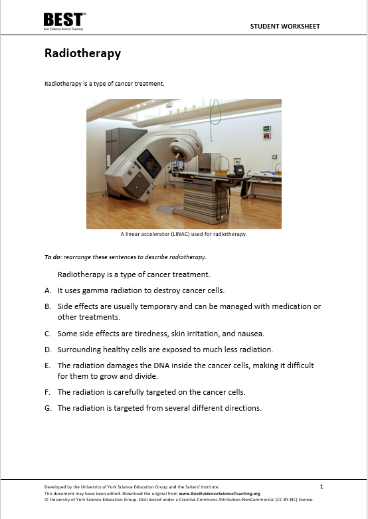 BEST
Best Evidence Science Teaching
STUDENT WORKSHEET
Radiotherapy
Radiotherapy is a type of cancer treatment.
A linear accelerator (LINAC) used for radiotherapy.
To do: rearrange these sentences to describe radiotherapy.
Radiotherapy is a type of cancer treatment.
A. It uses gamma radiation to destroy cancer cells.
B. Side effects are usually temporary and can be managed with medication or
other treatments.
C. Some side effects are tiredness, skin irritation, and nausea.
D. Surrounding healthy cells are exposed to much less radiation.
E. The radiation damages the DNA inside the cancer cells, making it difficult
for them to grow and divide.
F. The radiation is carefully targeted on the cancer cells.
G. The radiation is targeted from several different directions.
Developed by the University of York Science Education Group and the Salters' Institute.
1
This document may have been edited. Download the original from www.BestEvidenceScienceTeaching.org
© University of York Science Education Group. Distributed under a Creative Commons Attribution-NonCommercial (CC BY-NC) license.